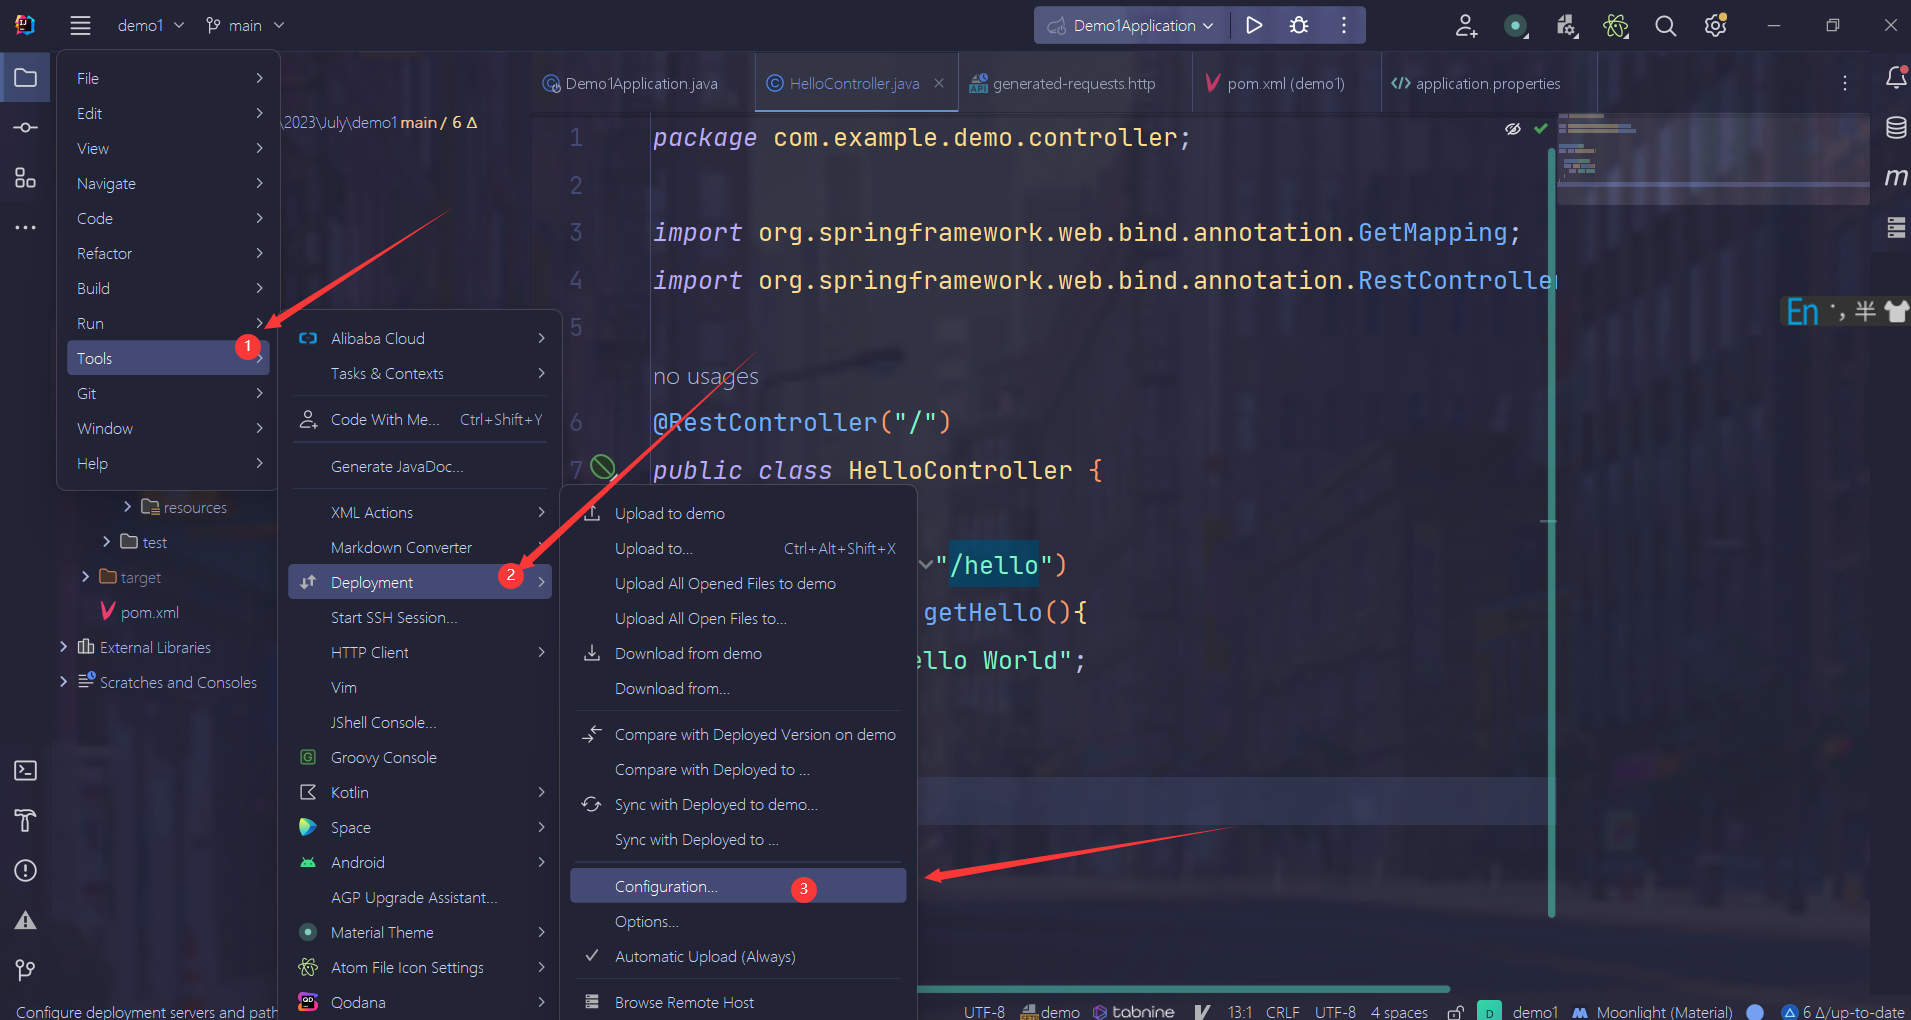 demo1
main
Demo1Application
File
Edit
View
Navigate
Code
Refactor
Build
Run
Tools
1
Git
Window
Help
\2023\July\demo1 main / 6 Δ
resources
test
target
pom.xml
External Libraries
Scratches and Consoles
Alibaba Cloud
Tasks & Contexts
Code With Me... Ctrl+Shift+Y
Generate JavaDoc...
XML Actions
Markdown Converter
Deployment
2
Start SSH Session...
HTTP Client
Vim
JShell Console...
Groovy Console
Kotlin
Space
Android
AGP Upgrade Assistant...
Material Theme
Atom File Icon Settings
Qodana
Upload to demo
Upload to... Ctrl+Alt+Shift+X
Upload All Opened Files to demo
Upload All Open Files to...
Download from demo
Download from...
Compare with Deployed Version on demo
Compare with Deployed to ...
Sync with Deployed to demo...
Sync with Deployed to ...
Configuration...
3
Options...
Automatic Upload (Always)
Browse Remote Host
Demo1Application.java
HelloController.java
generated-requests.http
pom.xml (demo1)
application.properties
1 package com.example.demo.controller;
2
3 import org.springframework.web.bind.annotation.GetMapping;
4 import org.springframework.web.bind.annotation.RestController
5
no usages
6 @RestController("/")
7 public class HelloController {
"/hello")
getHello(){
ello World";
m
En
半
Configure deployment servers and path
UTF-8 demo tabnine 13:1 CRLF UTF-8 4 spaces D demo1 Moonlight (Material) 6 Δ/up-to-date